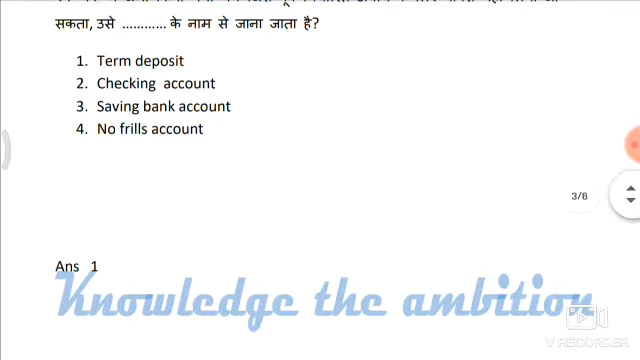 सकता, उसे ............ के नाम से जाना जाता है?
1. Term deposit
2. Checking account
3. Saving bank account
4. No frills account
3/6
Ans 1
Knowledge the ambition
V RECORDER